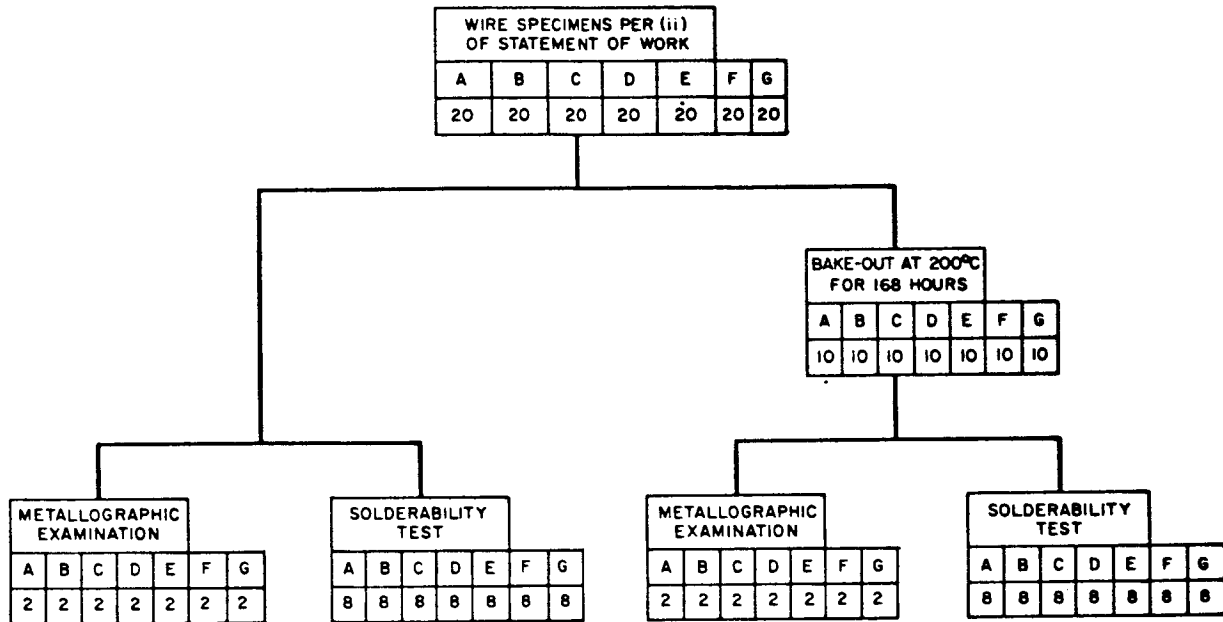 WIRE SPECIMENS PER (ii)
OF STATEMENT OF WORK
A B C D E F G
20 20 20 20 20 20 20
BAKE-OUT AT 200°C
FOR 168 HOURS
A B C D E F G
10 10 10 10 10 10 10
METALLOGRAPHIC
EXAMINATION
A B C D E F G
2 2 2 2 2 2 2
SOLDERABILITY
TEST
A B C D E F G
8 8 8 8 8 8 8
METALLOGRAPHIC
EXAMINATION
A B C D E F G
2 2 2 2 2 2 2
SOLDERABILITY
TEST
A B C D E F G
8 8 8 8 8 8 8